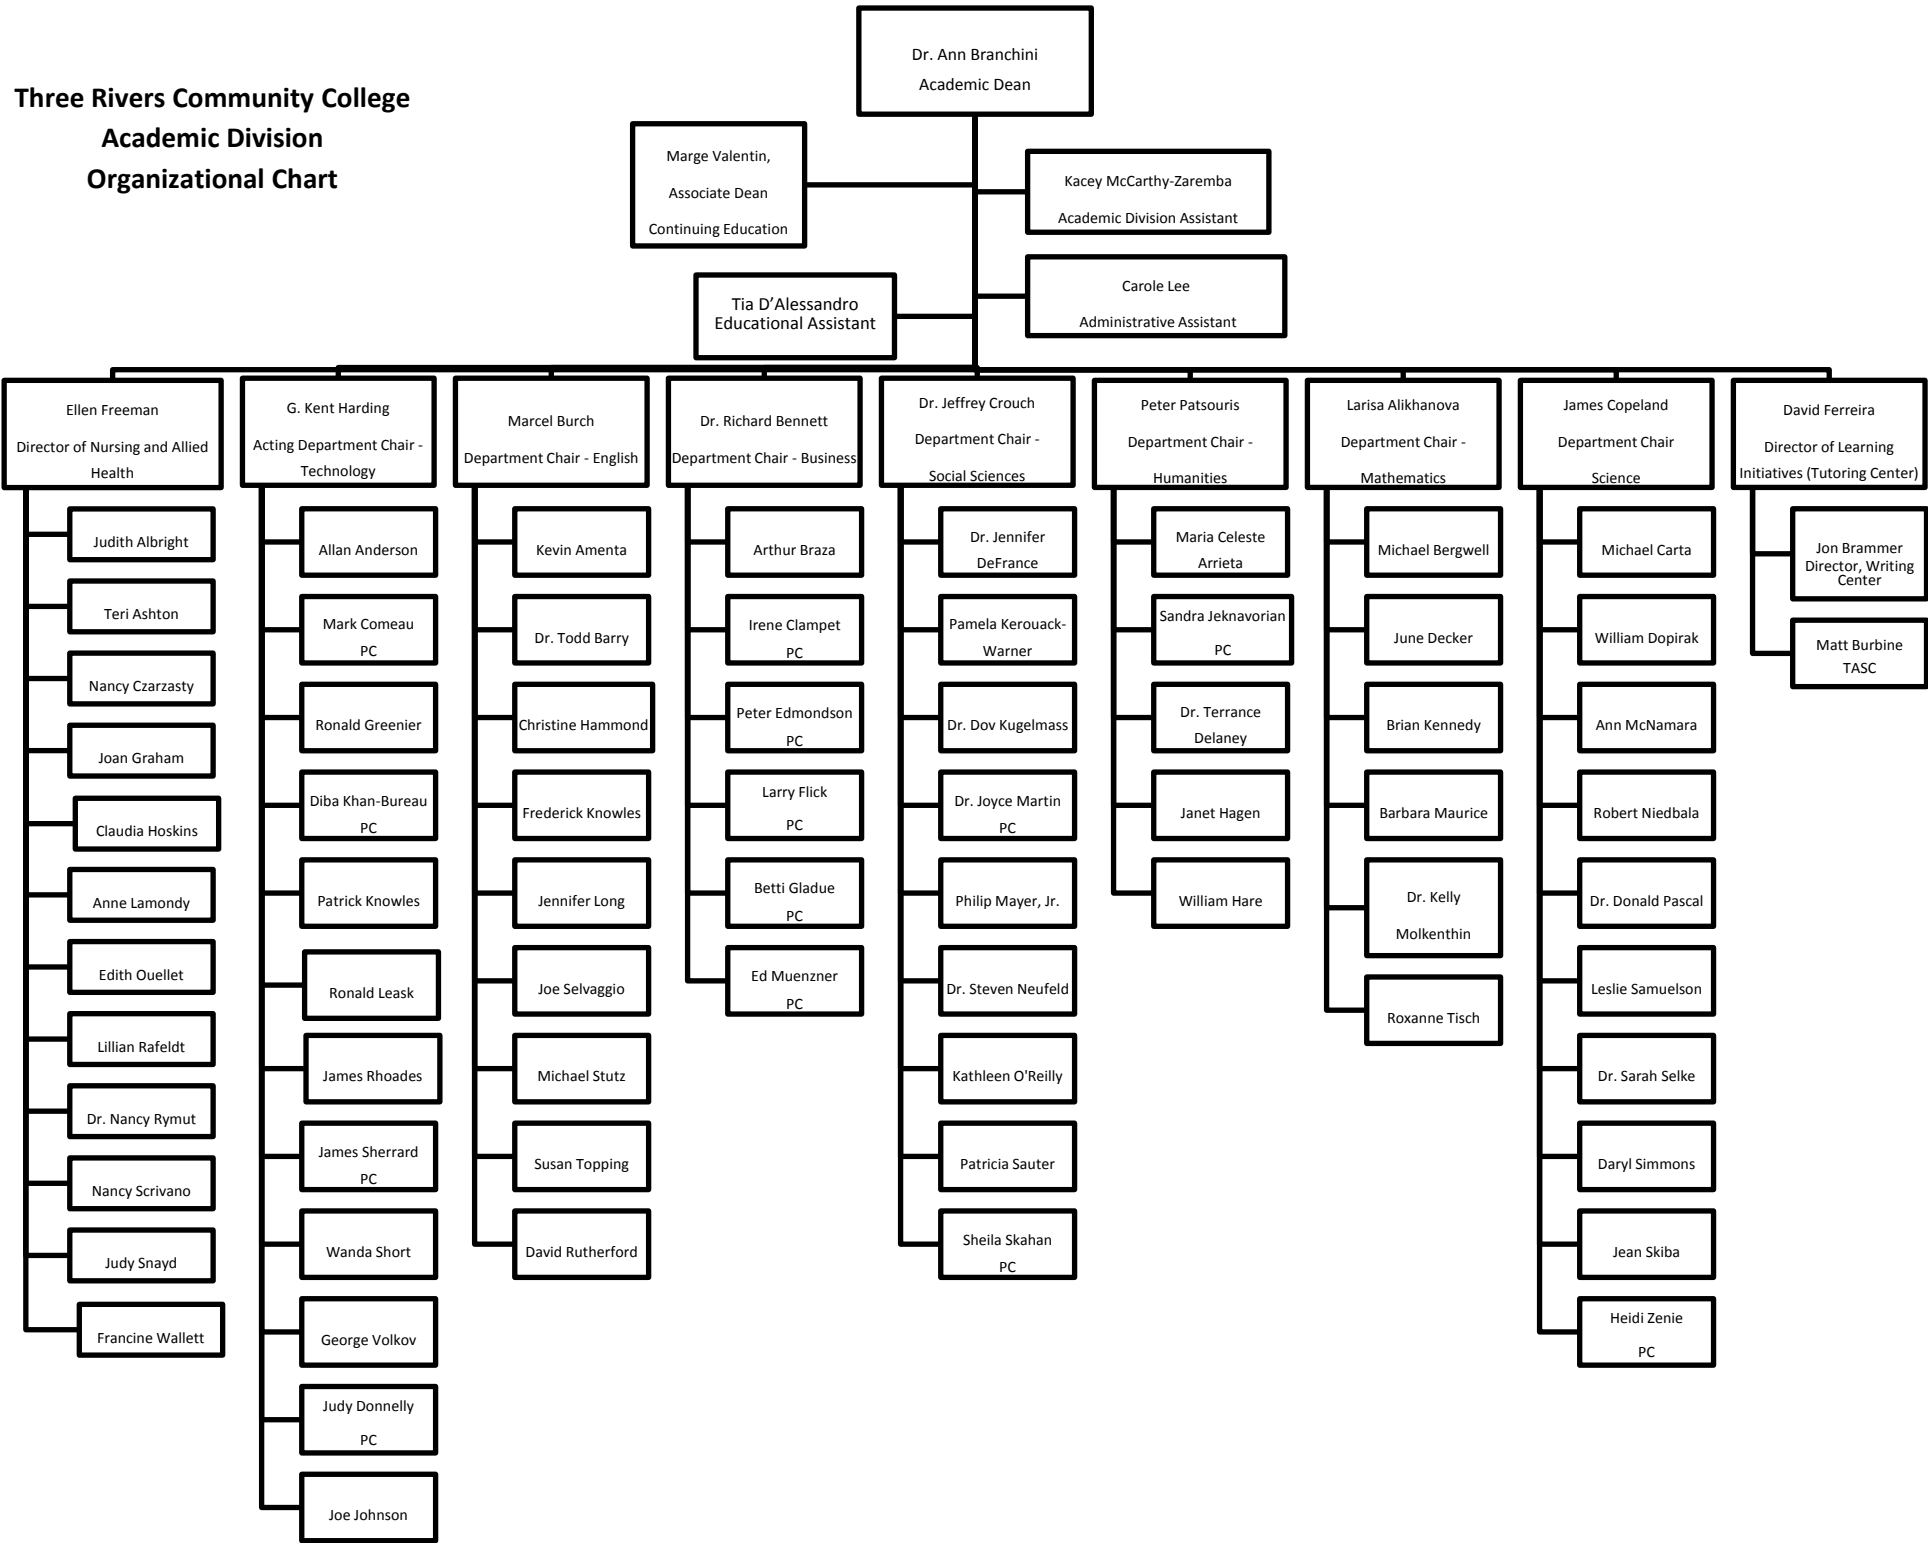 Three Rivers Community College
Academic Division
Organizational Chart
Dr. Ann Branchini
Academic Dean
Marge Valentin,
Associate Dean
Continuing Education
Kacey McCarthy-Zaremba
Academic Division Assistant
Tia D’Alessandro
Educational Assistant
Carole Lee
Administrative Assistant
Ellen Freeman
Director of Nursing and Allied
Health
Judith Albright
Teri Ashton
Nancy Czarzasty
Joan Graham
Claudia Hoskins
Anne Lamondy
Edith Ouellet
Lillian Rafeldt
Dr. Nancy Rymut
Nancy Scrivano
Judy Snayd
Francine Wallett
G. Kent Harding
Acting Department Chair -
Technology
Allan Anderson
Mark Comeau
PC
Ronald Greenier
Diba Khan-Bureau
PC
Patrick Knowles
Ronald Leask
James Rhoades
James Sherrard
PC
Wanda Short
George Volkov
Judy Donnelly
PC
Joe Johnson
Marcel Burch
Department Chair - English
Kevin Amenta
Dr. Todd Barry
Christine Hammond
Frederick Knowles
Jennifer Long
Joe Selvaggio
Michael Stutz
Susan Topping
David Rutherford
Dr. Richard Bennett
Department Chair - Business
Arthur Braza
Irene Clampet
PC
Peter Edmondson
PC
Larry Flick
PC
Betti Gladue
PC
Ed Muenzner
PC
Dr. Jeffrey Crouch
Department Chair -
Social Sciences
Dr. Jennifer
DeFrance
Pamela Kerouack-
Warner
Dr. Dov Kugelmass
Dr. Joyce Martin
PC
Philip Mayer, Jr.
Dr. Steven Neufeld
Kathleen O'Reilly
Patricia Sauter
Sheila Skahan
PC
Peter Patsouris
Department Chair -
Humanities
Maria Celeste
Arrieta
Sandra Jeknavorian
PC
Dr. Terrance
Delaney
Janet Hagen
William Hare
Larisa Alikhanova
Department Chair -
Mathematics
Michael Bergwell
June Decker
Brian Kennedy
Barbara Maurice
Dr. Kelly
Molkenthin
Roxanne Tisch
James Copeland
Department Chair
Science
Michael Carta
William Dopirak
Ann McNamara
Robert Niedbala
Dr. Donald Pascal
Leslie Samuelson
Dr. Sarah Selke
Daryl Simmons
Jean Skiba
Heidi Zenie
PC
David Ferreira
Director of Learning
Initiatives (Tutoring Center)
Jon Brammer
Director, Writing
Center
Matt Burbine
TASC